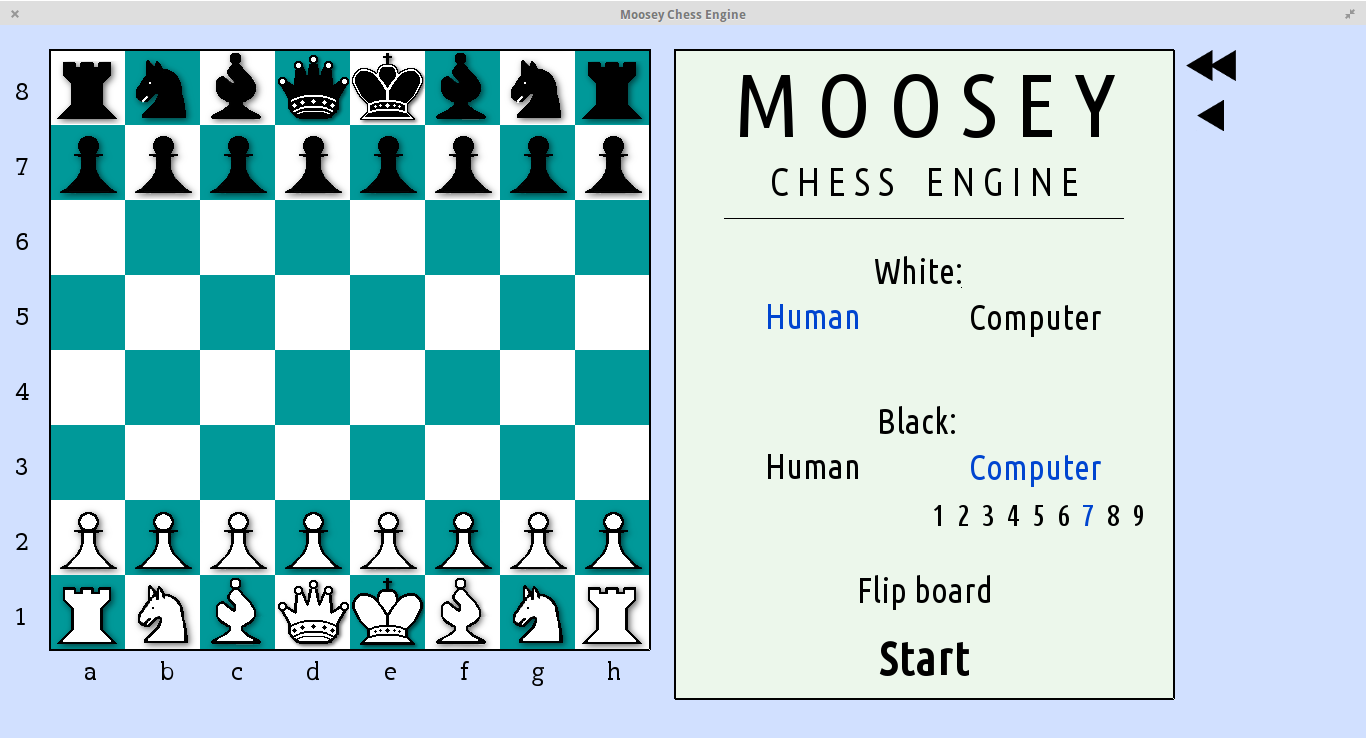 Moosey Chess Engine
8
7
6
5
4
3
2
1
a b c d e f g h
MOOSEY
CHESS ENGINE
White:
Human Computer
Black:
Human Computer
1 2 3 4 5 6 7 8 9
Flip board
Start